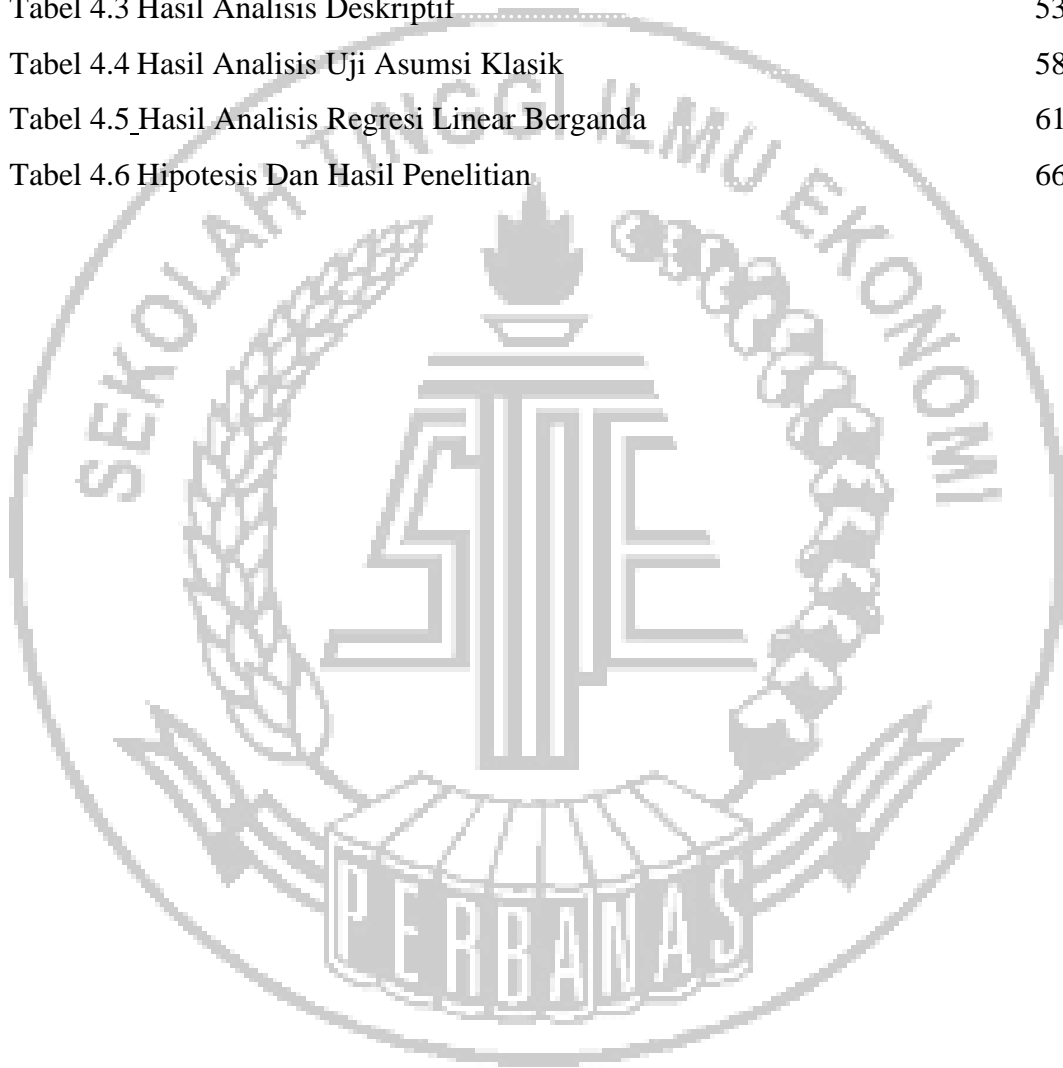 Tabel 4.3 Hasil Analisis Deskriptif 53
Tabel 4.4 Hasil Analisis Uji Asumsi Klasik 58
Tabel 4.5 Hasil Analisis Regresi Linear Berganda 61
Tabel 4.6 Hipotesis Dan Hasil Penelitian 66
SEKOLAH TINGGI ILMU EKONOMI
STIE
PERBANAS